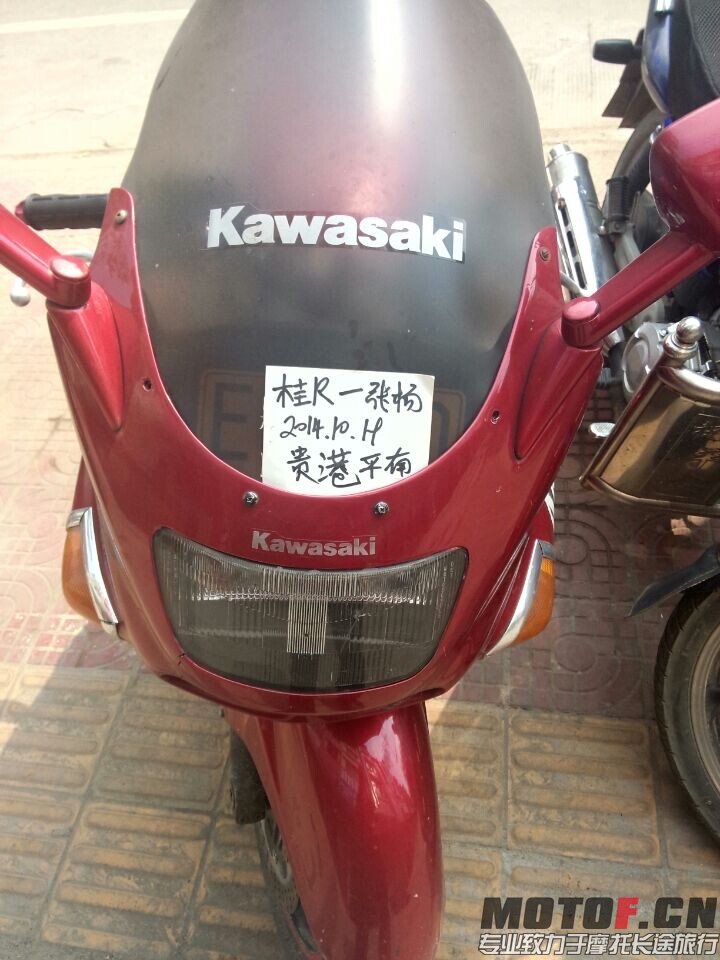 Kawasaki
桂R一张杨
2014.10.H
贵港平南
Kawasaki
MOTOF.CN
专业致力于摩托长途旅行